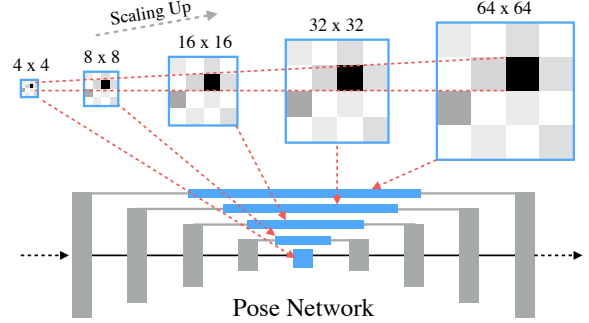 Scaling Up
4 x 4
8 x 8
16 x 16
32 x 32
64 x 64
Pose Network